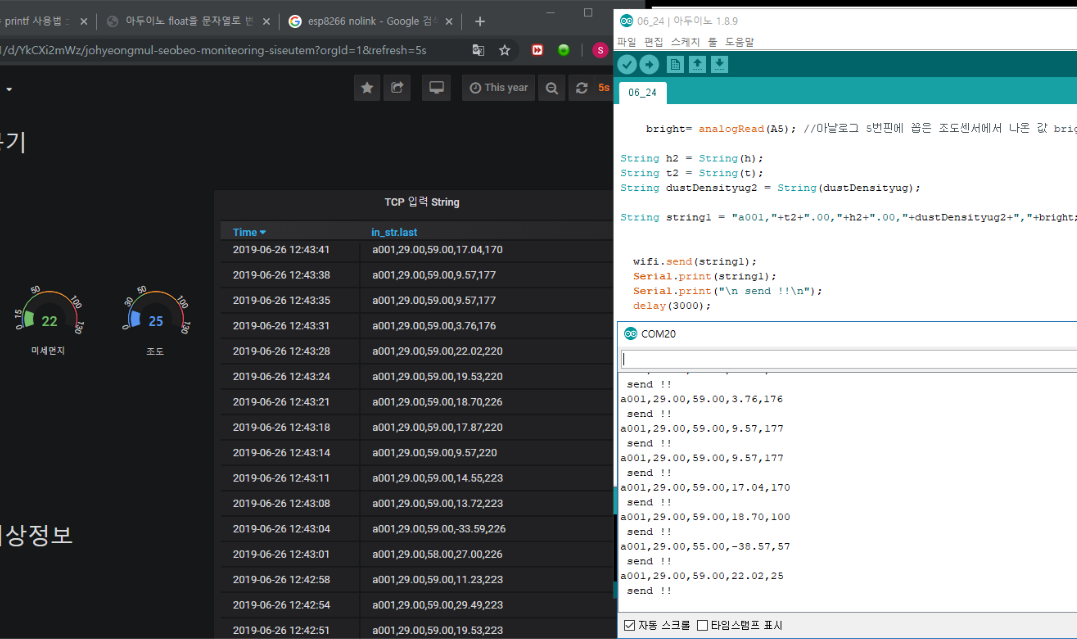 printf 사용법 :
아두이노 float을 문자열로 변
esp8266 nolink - Google 검색
/d/YkCXi2mWz/johyeongmul-seobeo-moniteoring-siseutem?orgId=1&refresh=5s
S
This year
5s
기
TCP 입력 String
Time in_str.last
2019-06-26 12:43:41 a001,29.00,59.00,17.04,170
2019-06-26 12:43:38 a001,29.00,59.00,9.57,177
2019-06-26 12:43:35 a001,29.00,59.00,9.57,177
2019-06-26 12:43:31 a001,29.00,59.00,3.76,176
2019-06-26 12:43:28 a001,29.00,59.00,22.02,220
2019-06-26 12:43:24 a001,29.00,59.00,19.53,220
2019-06-26 12:43:21 a001,29.00,59.00,18.70,226
2019-06-26 12:43:18 a001,29.00,59.00,17.87,220
2019-06-26 12:43:14 a001,29.00,59.00,9.57,220
2019-06-26 12:43:11 a001,29.00,59.00,14.55,223
2019-06-26 12:43:08 a001,29.00,59.00,13.72,223
2019-06-26 12:43:04 a001,29.00,59.00,-33.59,226
2019-06-26 12:43:01 a001,29.00,58.00,27.00,226
2019-06-26 12:42:58 a001,29.00,59.00,11.23,223
2019-06-26 12:42:54 a001,29.00,59.00,29.49,223
2019-06-26 12:42:51 a001,29.00,59.00,19.53,223
0 15 50 100 130
22
미세먼지
0 30 50 100 130
25
조도
상정보
06_24 | 아두이노 1.8.9
파일 편집 스케치 툴 도움말
06_24
bright= analogRead(A5); //아날로그 5번핀에 꼽은 조도센서에서 나온 값 brig
String h2 = String(h);
String t2 = String(t);
String dustDensityug2 = String(dustDensityug);
String string1 = "a001,"+t2+".00,"+h2+".00,"+dustDensityug2+","+bright;
wifi.send(string1);
Serial.print(string1);
Serial.print("\n send !!\n");
delay(3000);
COM20
send !!
a001,29.00,59.00,3.76,176
send !!
a001,29.00,59.00,9.57,177
send !!
a001,29.00,59.00,9.57,177
send !!
a001,29.00,59.00,17.04,170
send !!
a001,29.00,59.00,18.70,100
send !!
a001,29.00,55.00,-38.57,57
send !!
a001,29.00,59.00,22.02,25
send !!
자동 스크롤 타임스탬프 표시